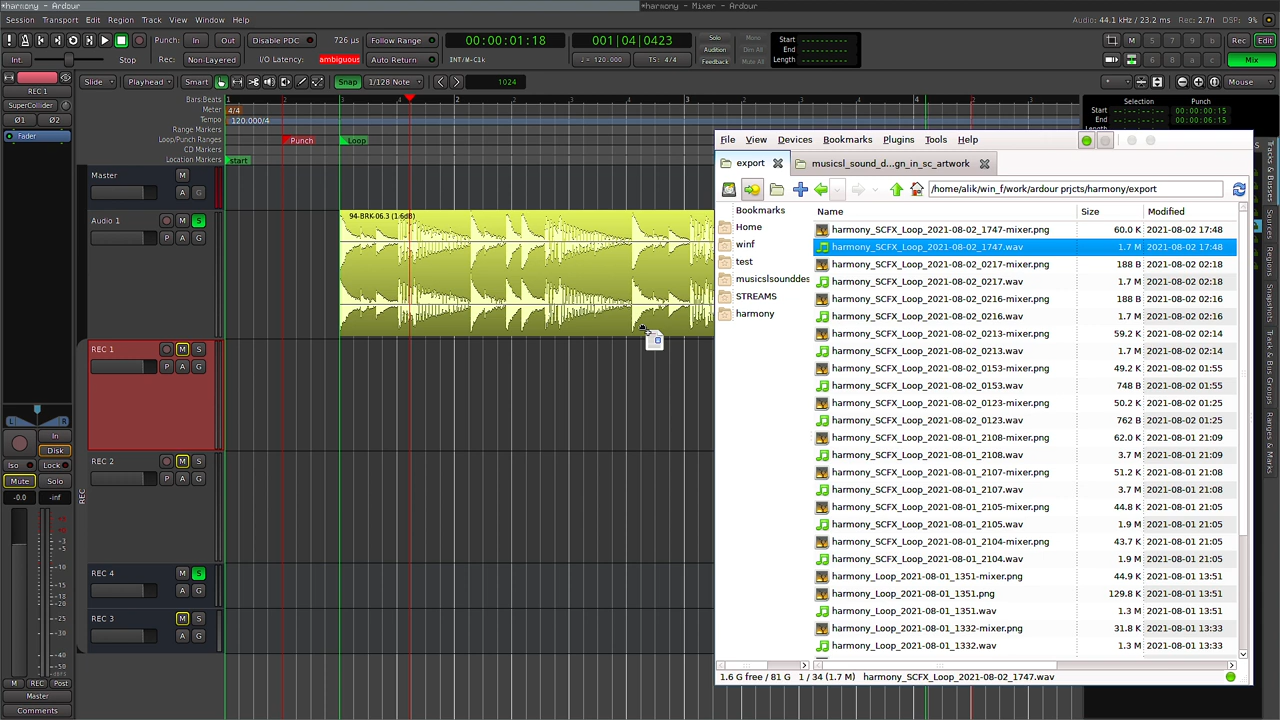 *harmony - Ardour
*harmony - Mixer - Ardour
Session Transport Edit Region Track View Window Help
Audio: 44.1 kHz / 23.2 ms Rec: 2.7h DSP: 9%
Punch: In Out Disable PDC 726 µs Follow Range
00:00:01:18
001|04|0423
Solo
Audition
Feedback
Mono
Dim All
Mute All
Start
End
Length
Rec Edit
Int. Stop Rec: Non-Layered I/O Latency: ambiguous Auto Return INT/M-Clk
♩ = 120.000 TS: 4/4
Mix
REC 1
SuperCollider
Ø1 Ø2
Fader
Slide Playhead Smart Snap 1/128 Note 1024 Mouse
Bars:Beats
Meter 4/4
Tempo 120.000/4
Range Markers
Loop/Punch Ranges Punch Loop
CD Markers
Location Markers start
Selection Punch
Start 00:00:00:15
End 00:00:06:15
Length
Master M
A G
Audio 1 M S
P A G
94-BRK-06.3 (1.6dB)
REC 1 M S
P A G
REC
REC 2 M S
P A G
REC 4 M S
A G
REC 3 M S
A G
L R
In
Disk
Iso Lock
Mute Solo
-0.0 -inf
M REC Post
Master
Comments
Tracks & Busses
Sources
Regions
Snapshots
Track & Bus Groups
Ranges & Marks
File View Devices Bookmarks Plugins Tools Help
export musicsl_sound_d...gn_in_sc_artwork
/home/alik/win_f/work/ardour prjcts/harmony/export
Bookmarks
Home
winf
test
musicslsounddes
STREAMS
harmony
Name Size Modified
harmony_SCFX_Loop_2021-08-02_1747-mixer.png 60.0 K 2021-08-02 17:48
harmony_SCFX_Loop_2021-08-02_1747.wav 1.7 M 2021-08-02 17:48
harmony_SCFX_Loop_2021-08-02_0217-mixer.png 188 B 2021-08-02 02:18
harmony_SCFX_Loop_2021-08-02_0217.wav 1.7 M 2021-08-02 02:18
harmony_SCFX_Loop_2021-08-02_0216-mixer.png 188 B 2021-08-02 02:16
harmony_SCFX_Loop_2021-08-02_0216.wav 1.7 M 2021-08-02 02:16
harmony_SCFX_Loop_2021-08-02_0213-mixer.png 59.2 K 2021-08-02 02:14
harmony_SCFX_Loop_2021-08-02_0213.wav 1.7 M 2021-08-02 02:14
harmony_SCFX_Loop_2021-08-02_0153-mixer.png 49.2 K 2021-08-02 01:55
harmony_SCFX_Loop_2021-08-02_0153.wav 748 B 2021-08-02 01:55
harmony_SCFX_Loop_2021-08-02_0123-mixer.png 50.2 K 2021-08-02 01:25
harmony_SCFX_Loop_2021-08-02_0123.wav 762 B 2021-08-02 01:25
harmony_SCFX_Loop_2021-08-01_2108-mixer.png 62.0 K 2021-08-01 21:09
harmony_SCFX_Loop_2021-08-01_2108.wav 3.7 M 2021-08-01 21:09
harmony_SCFX_Loop_2021-08-01_2107-mixer.png 51.2 K 2021-08-01 21:08
harmony_SCFX_Loop_2021-08-01_2107.wav 3.7 M 2021-08-01 21:08
harmony_SCFX_Loop_2021-08-01_2105-mixer.png 44.8 K 2021-08-01 21:05
harmony_SCFX_Loop_2021-08-01_2105.wav 1.9 M 2021-08-01 21:05
harmony_SCFX_Loop_2021-08-01_2104-mixer.png 43.7 K 2021-08-01 21:05
harmony_SCFX_Loop_2021-08-01_2104.wav 1.9 M 2021-08-01 21:05
harmony_Loop_2021-08-01_1351-mixer.png 44.9 K 2021-08-01 13:51
harmony_Loop_2021-08-01_1351.png 129.8 K 2021-08-01 13:51
harmony_Loop_2021-08-01_1351.wav 1.3 M 2021-08-01 13:51
harmony_Loop_2021-08-01_1332-mixer.png 31.8 K 2021-08-01 13:33
harmony_Loop_2021-08-01_1332.wav 1.3 M 2021-08-01 13:33
1.6 G free / 81 G 1 / 34 (1.7 M) harmony_SCFX_Loop_2021-08-02_1747.wav